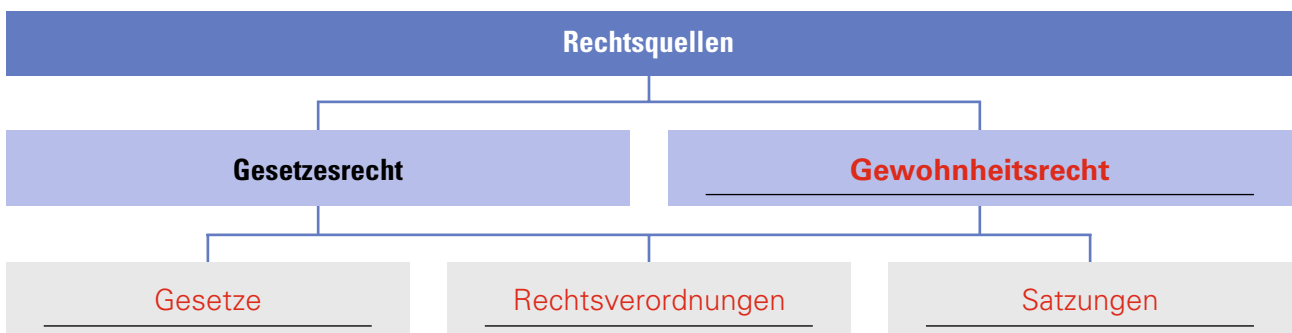 Rechtsquellen
Gesetzesrecht
Gewohnheitsrecht
Gesetze
Rechtsverordnungen
Satzungen